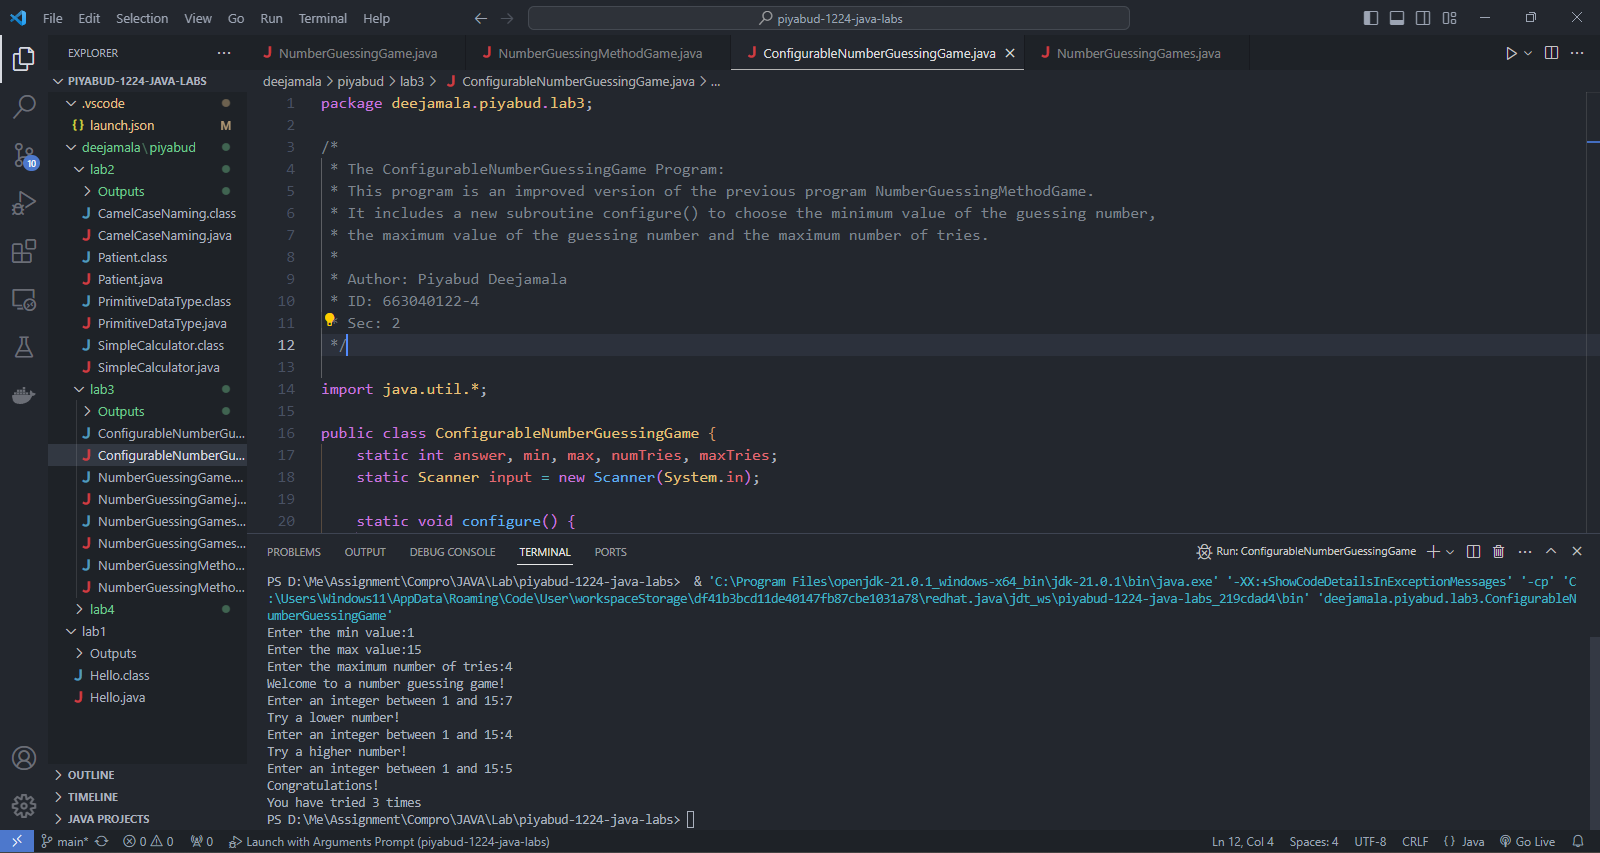 File Edit Selection View Go Run Terminal Help
piyabud-1224-java-labs
EXPLORER
NumberGuessingGame.java
NumberGuessingMethodGame.java
ConfigurableNumberGuessingGame.java
NumberGuessingGames.java
deejamala > piyabud > lab3 > ConfigurableNumberGuessingGame.java > ...
PIYABUD-1224-JAVA-LABS
.vscode
{} launch.json M
deejamala\piyabud
lab2
Outputs
CamelCaseNaming.class
CamelCaseNaming.java
Patient.class
Patient.java
PrimitiveDataType.class
PrimitiveDataType.java
SimpleCalculator.class
SimpleCalculator.java
lab3
Outputs
ConfigurableNumberGu...
ConfigurableNumberGu...
NumberGuessingGame....
NumberGuessingGame.j...
NumberGuessingGames...
NumberGuessingGames...
NumberGuessingMetho...
NumberGuessingMetho...
lab4
lab1
Outputs
Hello.class
Hello.java
OUTLINE
TIMELINE
JAVA PROJECTS
10
1 package deejamala.piyabud.lab3;
2
3 /*
4 * The ConfigurableNumberGuessingGame Program:
5 * This program is an improved version of the previous program NumberGuessingMethodGame.
6 * It includes a new subroutine configure() to choose the minimum value of the guessing number,
7 * the maximum value of the guessing number and the maximum number of tries.
8 *
9 * Author: Piyabud Deejamala
10 * ID: 663040122-4
11 * Sec: 2
12 */
13
14 import java.util.*;
15
16 public class ConfigurableNumberGuessingGame {
17 static int answer, min, max, numTries, maxTries;
18 static Scanner input = new Scanner(System.in);
19
20 static void configure() {
PROBLEMS OUTPUT DEBUG CONSOLE TERMINAL PORTS
Run: ConfigurableNumberGuessingGame
PS D:\Me\Assignment\Compro\JAVA\Lab\piyabud-1224-java-labs> & 'C:\Program Files\openjdk-21.0.1_windows-x64_bin\jdk-21.0.1\bin\java.exe' '-XX:+ShowCodeDetailsInExceptionMessages' '-cp' 'C
:\Users\Windows11\AppData\Roaming\Code\User\workspaceStorage\df41b3bcd11de40147fb87cbe1031a78\redhat.java\jdt_ws\piyabud-1224-java-labs_219cdad4\bin' 'deejamala.piyabud.lab3.ConfigurableN
umberGuessingGame'
Enter the min value:1
Enter the max value:15
Enter the maximum number of tries:4
Welcome to a number guessing game!
Enter an integer between 1 and 15:7
Try a lower number!
Enter an integer between 1 and 15:4
Try a higher number!
Enter an integer between 1 and 15:5
Congratulations!
You have tried 3 times
PS D:\Me\Assignment\Compro\JAVA\Lab\piyabud-1224-java-labs>
main* 0 0 0 Launch with Arguments Prompt (piyabud-1224-java-labs)
Ln 12, Col 4 Spaces: 4 UTF-8 CRLF {} Java Go Live